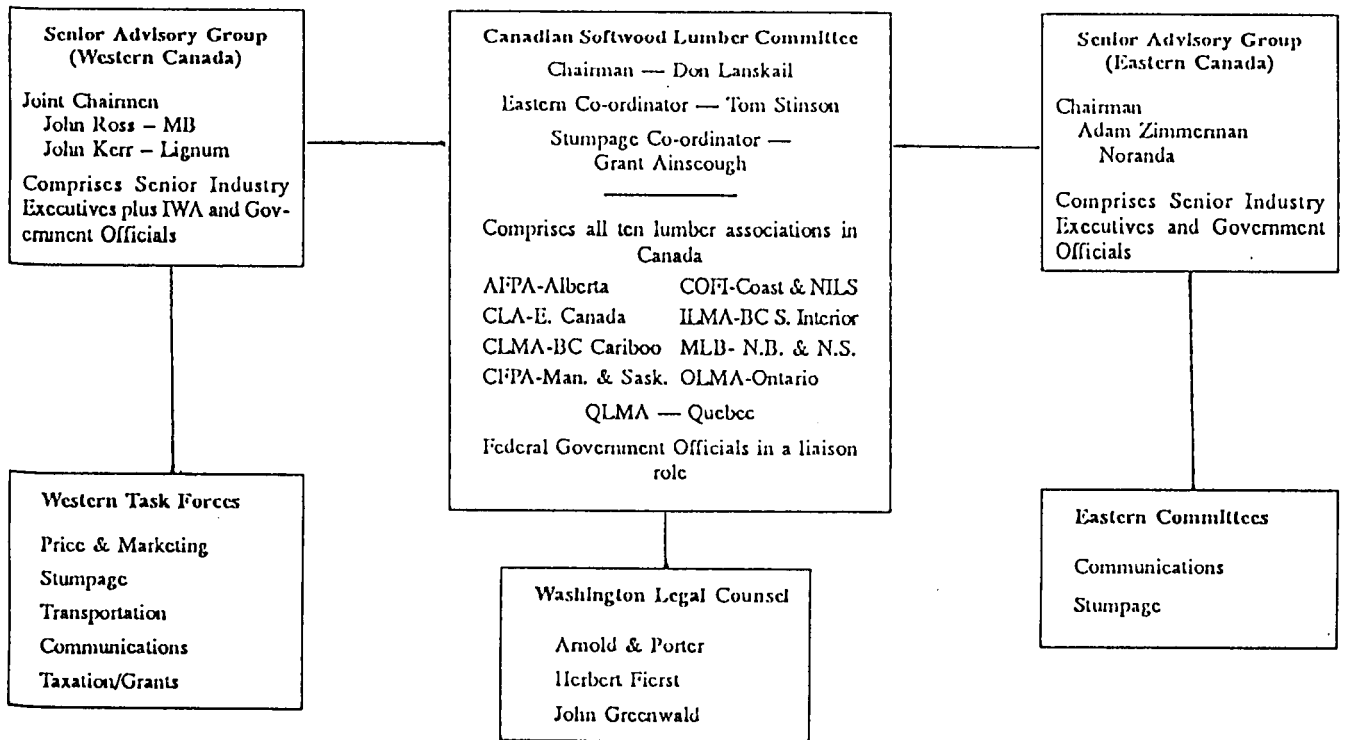 Senior Advisory Group
(Western Canada)
Joint Chairmen
John Ross – MB
John Kerr – Lignum
Comprises Senior Industry
Executives plus IWA and Gov-
ernment Officials
Canadian Softwood Lumber Committee
Chairman — Don Lanskail
Eastern Co-ordinator — Tom Stinson
Stumpage Co-ordinator —
Grant Ainscough
Comprises all ten lumber associations in
Canada
AFPA-Alberta COFI-Coast & NILS
CLA-E. Canada ILMA-BC S. Interior
CLMA-BC Cariboo MLB- N.B. & N.S.
CFPA-Man. & Sask. OLMA-Ontario
QLMA — Quebec
Federal Government Officials in a liaison
role
Senior Advisory Group
(Eastern Canada)
Chairman
Adam Zimmerman
Noranda
Comprises Senior Industry
Executives and Government
Officials
Western Task Forces
Price & Marketing
Stumpage
Transportation
Communications
Taxation/Grants
Washington Legal Counsel
Arnold & Porter
Herbert Fierst
John Greenwald
Eastern Committees
Communications
Stumpage